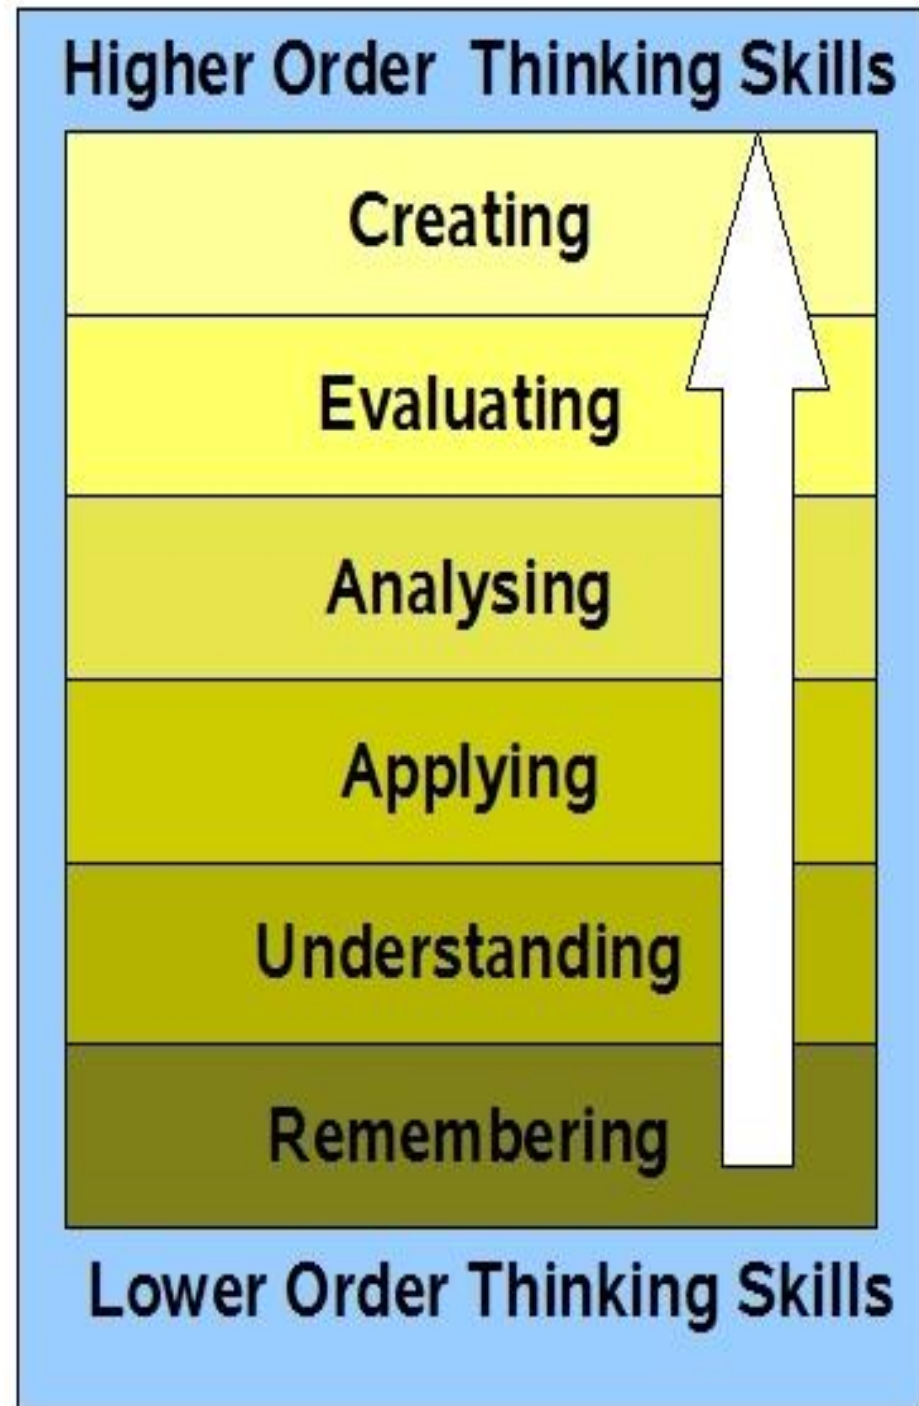 Higher Order Thinking Skills
Creating
Evaluating
Analysing
Applying
Understanding
Remembering
Lower Order Thinking Skills